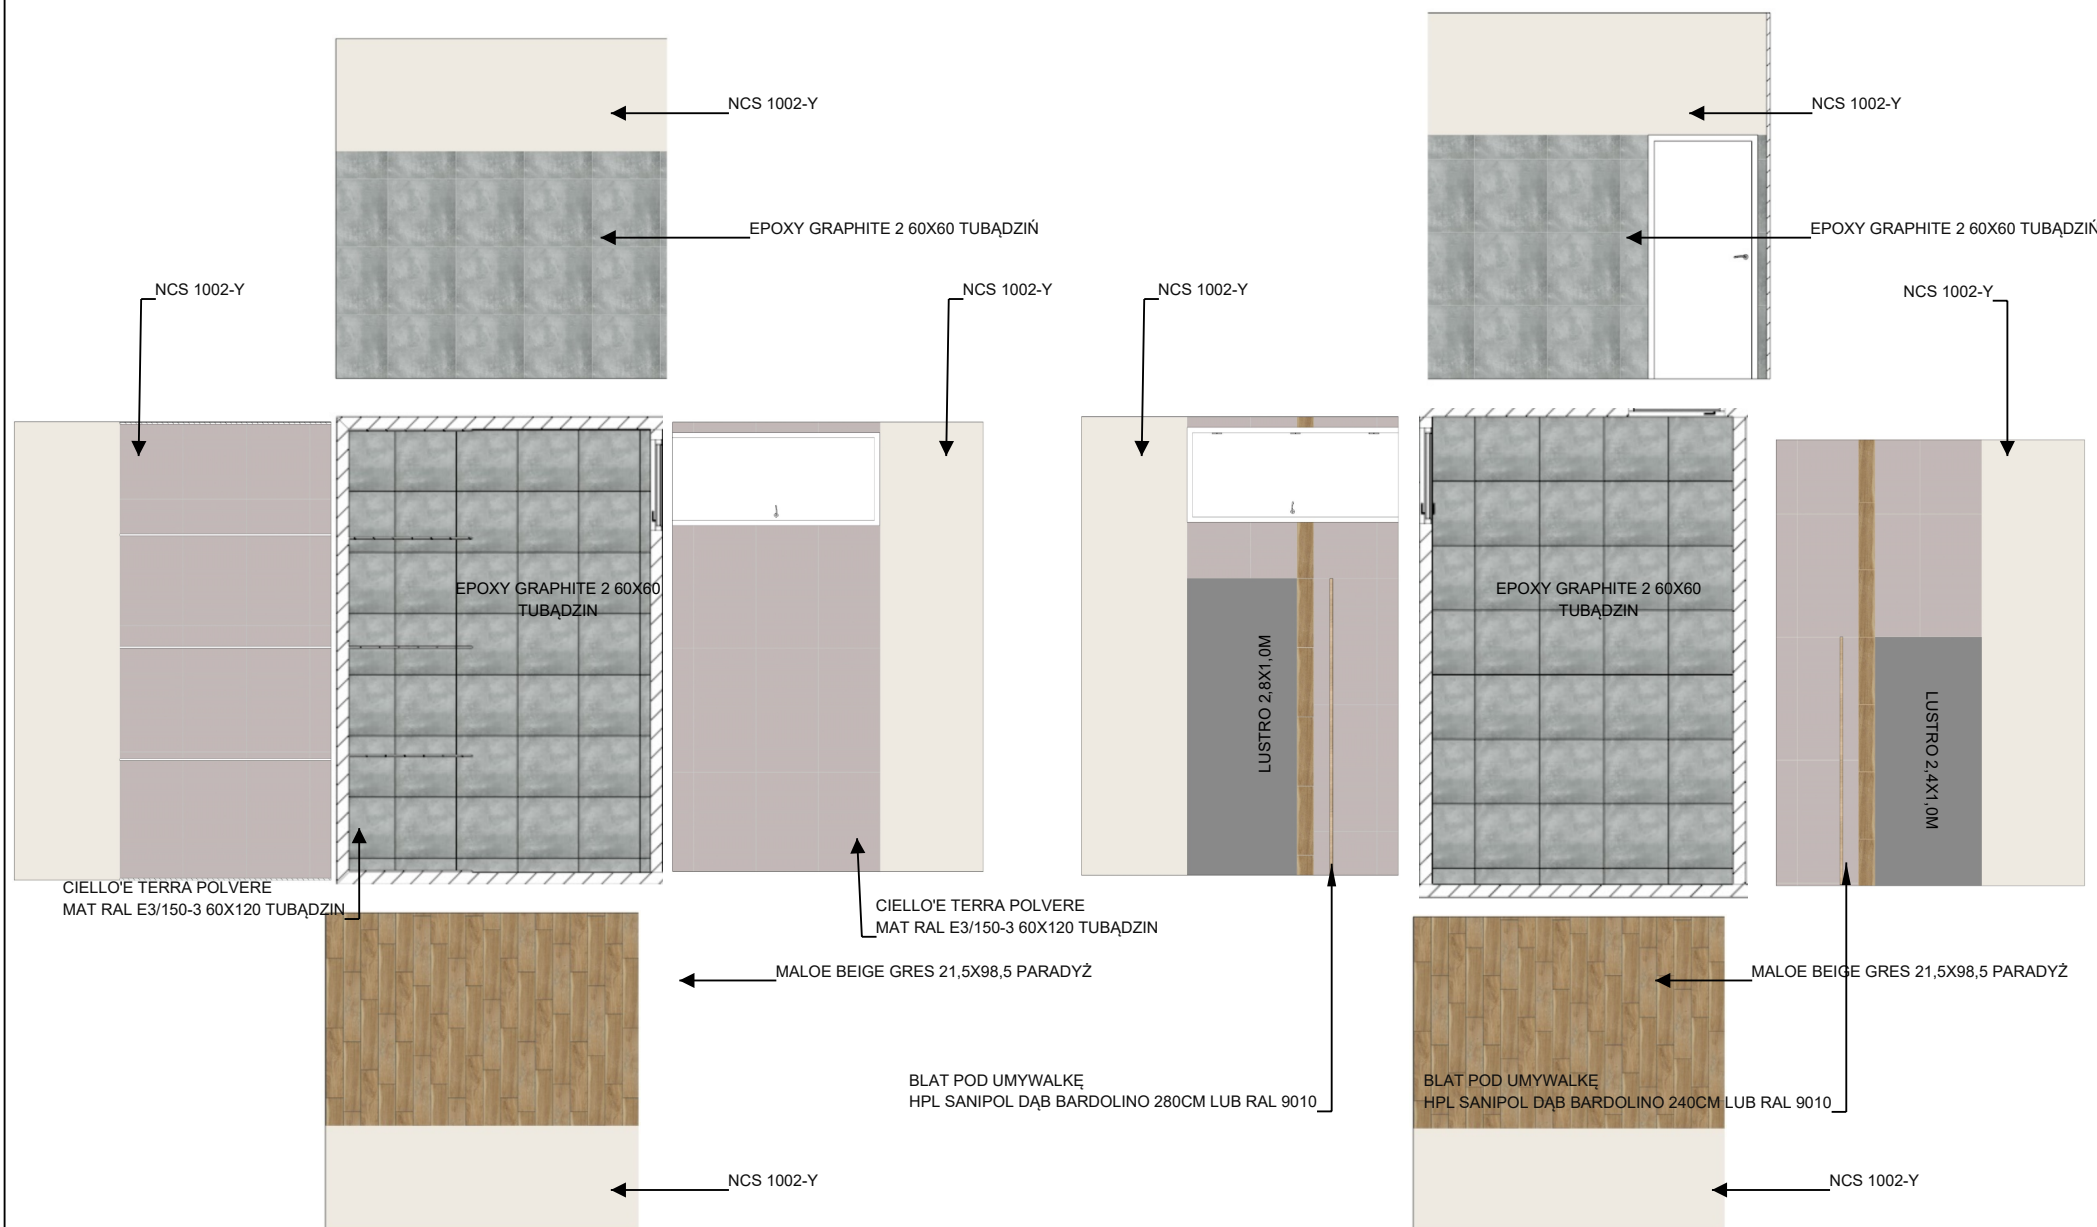 NCS 1002-Y
NCS 1002-Y
EPOXY GRAPHITE 2 60X60 TUBĄDZIŃ
EPOXY GRAPHITE 2 60X60 TUBĄDZIŃ
NCS 1002-Y
NCS 1002-Y
NCS 1002-Y
NCS 1002-Y
EPOXY GRAPHITE 2 60X60
TUBĄDZIN
EPOXY GRAPHITE 2 60X60
TUBĄDZIN
LUSTRO 2,8X1,0M
LUSTRO 2,4X1,0M
CIELLO'E TERRA POLVERE
MAT RAL E3/150-3 60X120 TUBĄDZIN
CIELLO'E TERRA POLVERE
MAT RAL E3/150-3 60X120 TUBĄDZIN
MALOE BEIGE GRES 21,5X98,5 PARADYŻ
MALOE BEIGE GRES 21,5X98,5 PARADYŻ
BLAT POD UMYWALKĘ
HPL SANIPOL DĄB BARDOLINO 280CM LUB RAL 9010
BLAT POD UMYWALKĘ
HPL SANIPOL DĄB BARDOLINO 240CM LUB RAL 9010
NCS 1002-Y
NCS 1002-Y